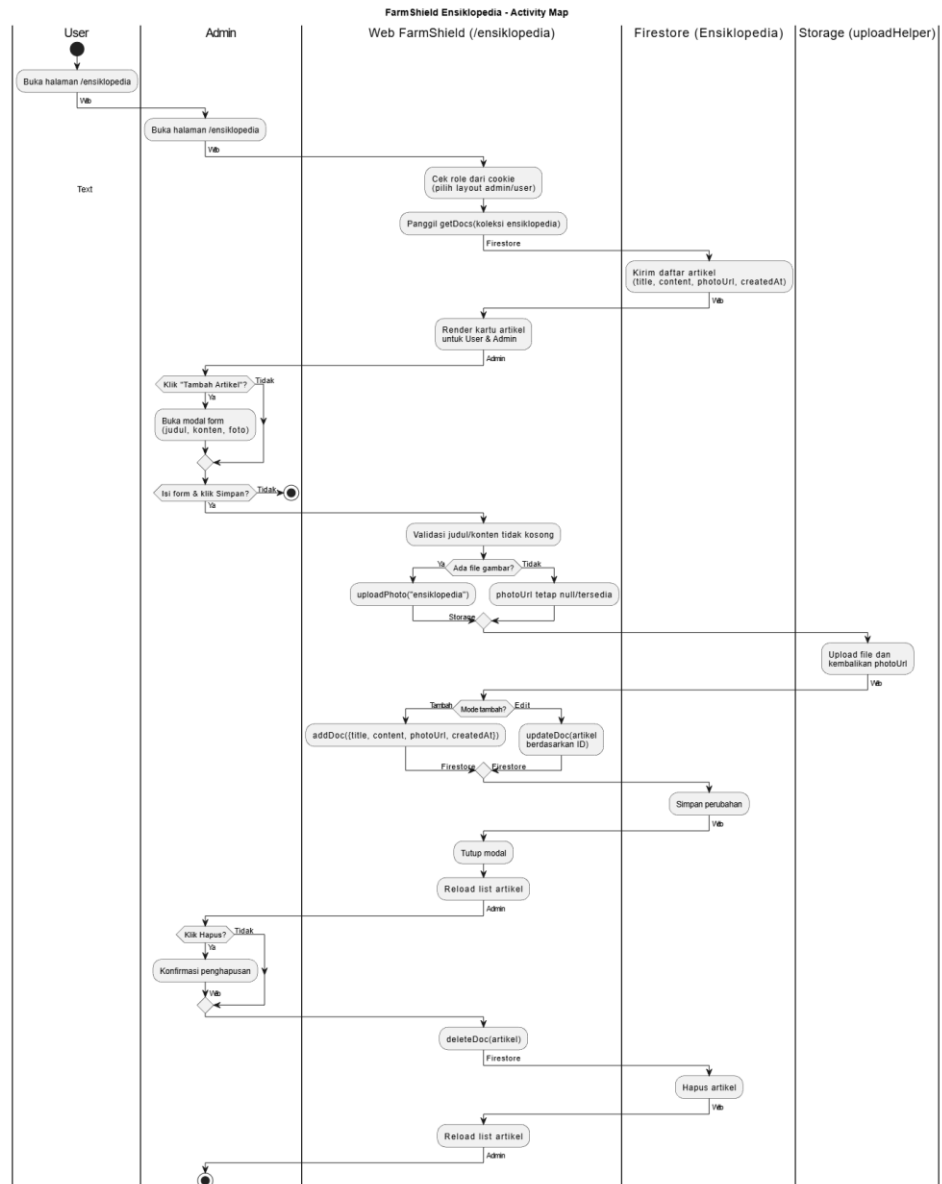 FarmShield Ensiklopedia - Activity Map
User
Admin
Web FarmShield (/ensiklopedia)
Firestore (Ensiklopedia)
Storage (uploadHelper)
Buka halaman /ensiklopedia
Web
Buka halaman /ensiklopedia
Web
Text
Cek role dari cookie
(pilih layout admin/user)
Panggil getDocs(koleksi ensiklopedia)
Firestore
Kirim daftar artikel
(title, content, photoUrl, createdAt)
Web
Render kartu artikel
untuk User & Admin
Admin
Klik "Tambah Artikel"?
Tidak
Ya
Buka modal form
(judul, konten, foto)
Isi form & klik Simpan?
Tidak
Ya
Validasi judul/konten tidak kosong
Ya
Ada file gambar?
Tidak
uploadPhoto("ensiklopedia")
photoUrl tetap null/tersedia
Storage
Upload file dan
kembalikan photoUrl
Web
Tambah
Mode tambah?
Edit
addDoc({title, content, photoUrl, createdAt})
updateDoc(artikel
berdasarkan ID)
Firestore
Firestore
Simpan perubahan
Web
Tutup modal
Reload list artikel
Admin
Klik Hapus?
Tidak
Ya
Konfirmasi penghapusan
Web
deleteDoc(artikel)
Firestore
Hapus artikel
Web
Reload list artikel
Admin